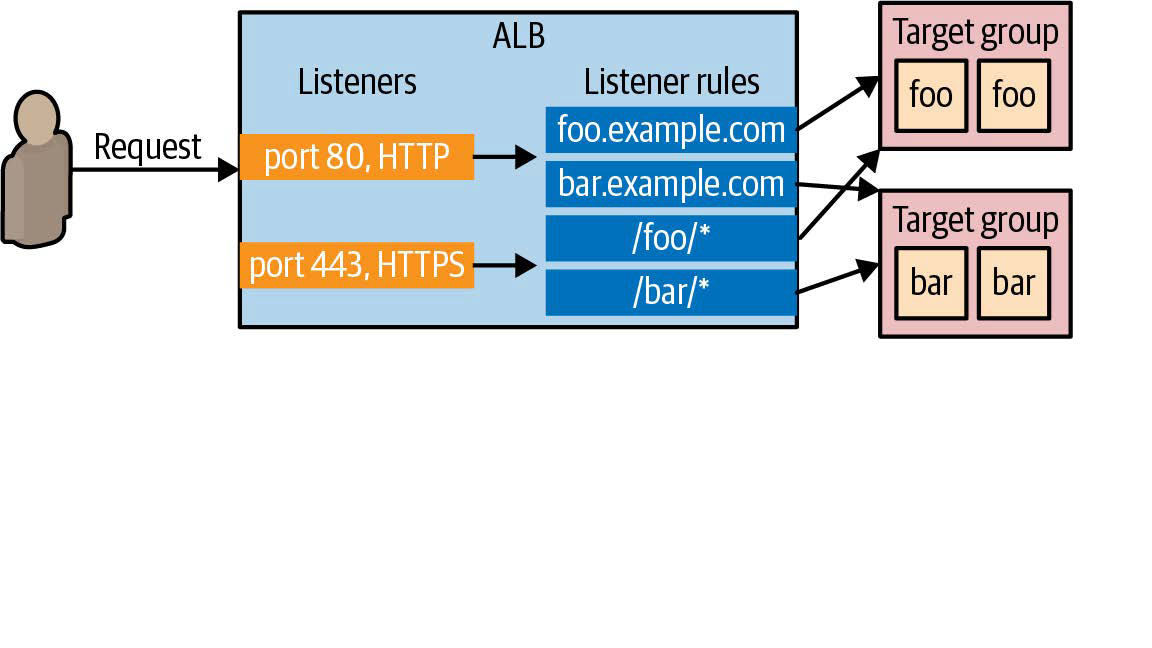 ALB
Listeners
Listener rules
Request
port 80, HTTP
port 443, HTTPS
foo.example.com
bar.example.com
/foo/*
/bar/*
Target group
foo foo
Target group
bar bar